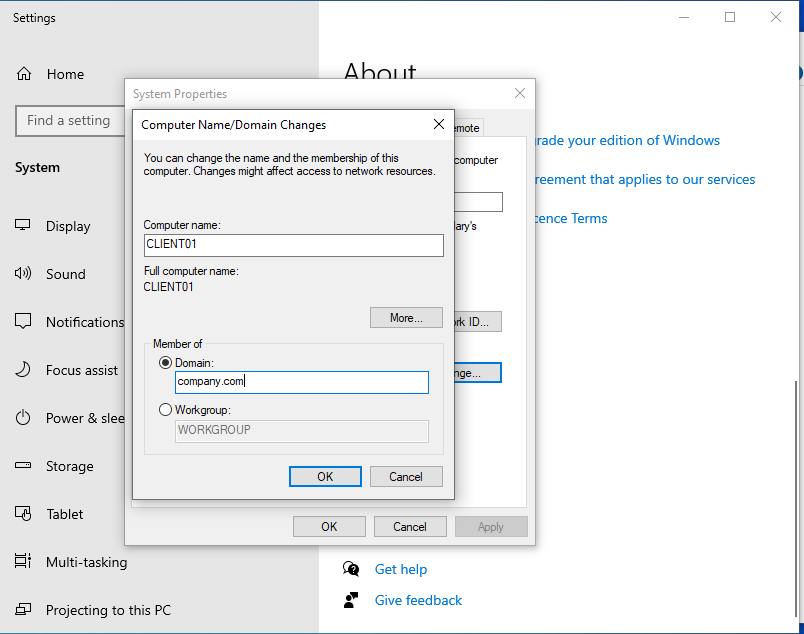 Settings
Home
Find a setting
System
Display
Sound
Notifications
Focus assist
Power & slee
Storage
Tablet
Multi-tasking
Projecting to this PC
About
System Properties
Computer Name/Domain Changes
You can change the name and the membership of this
computer. Changes might affect access to network resources.
Computer name:
CLIENT01
Full computer name:
CLIENT01
More...
Member of
Domain:
company.com
Workgroup:
WORKGROUP
OK
Cancel
emote
computer
lary's
rk ID...
nge...
OK
Cancel
Apply
rade your edition of Windows
reement that applies to our services
cence Terms
Get help
Give feedback